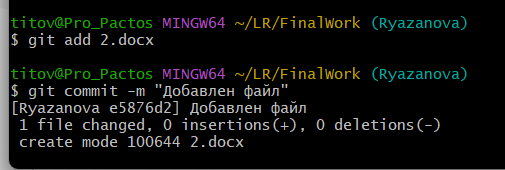 titov@Pro_Pactos MINGW64 ~/LR/FinalWork (Ryazanova)
$ git add 2.docx
titov@Pro_Pactos MINGW64 ~/LR/FinalWork (Ryazanova)
$ git commit -m "Добавлен файл"
[Ryazanova e5876d2] Добавлен файл
 1 file changed, 0 insertions(+), 0 deletions(-)
 create mode 100644 2.docx